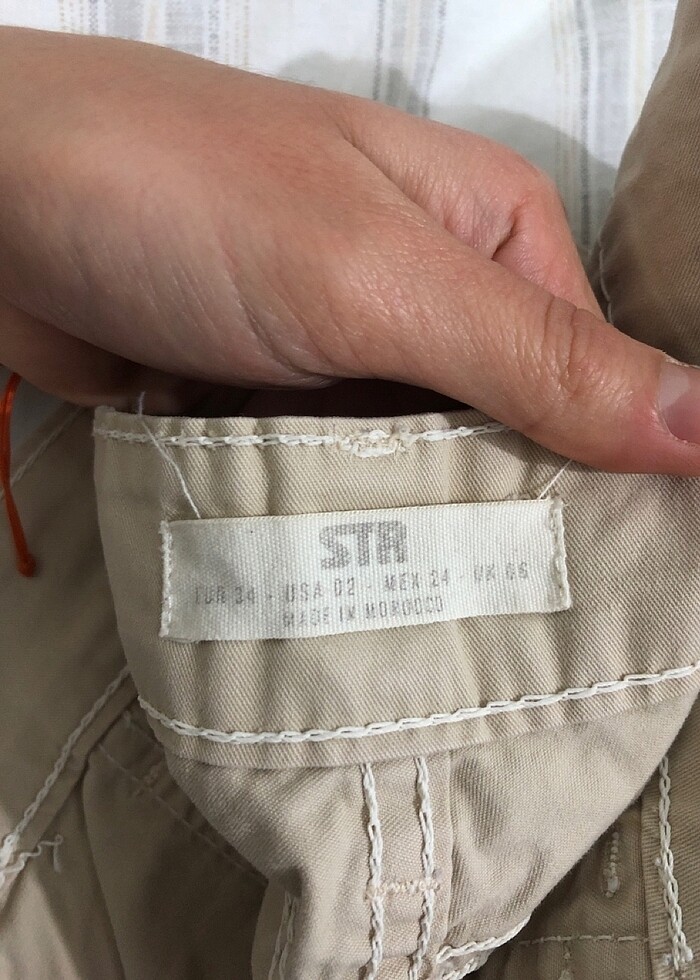 STR
EUR 34 - USA 02 - MEX 24 - UK 06
MADE IN MOROCCO